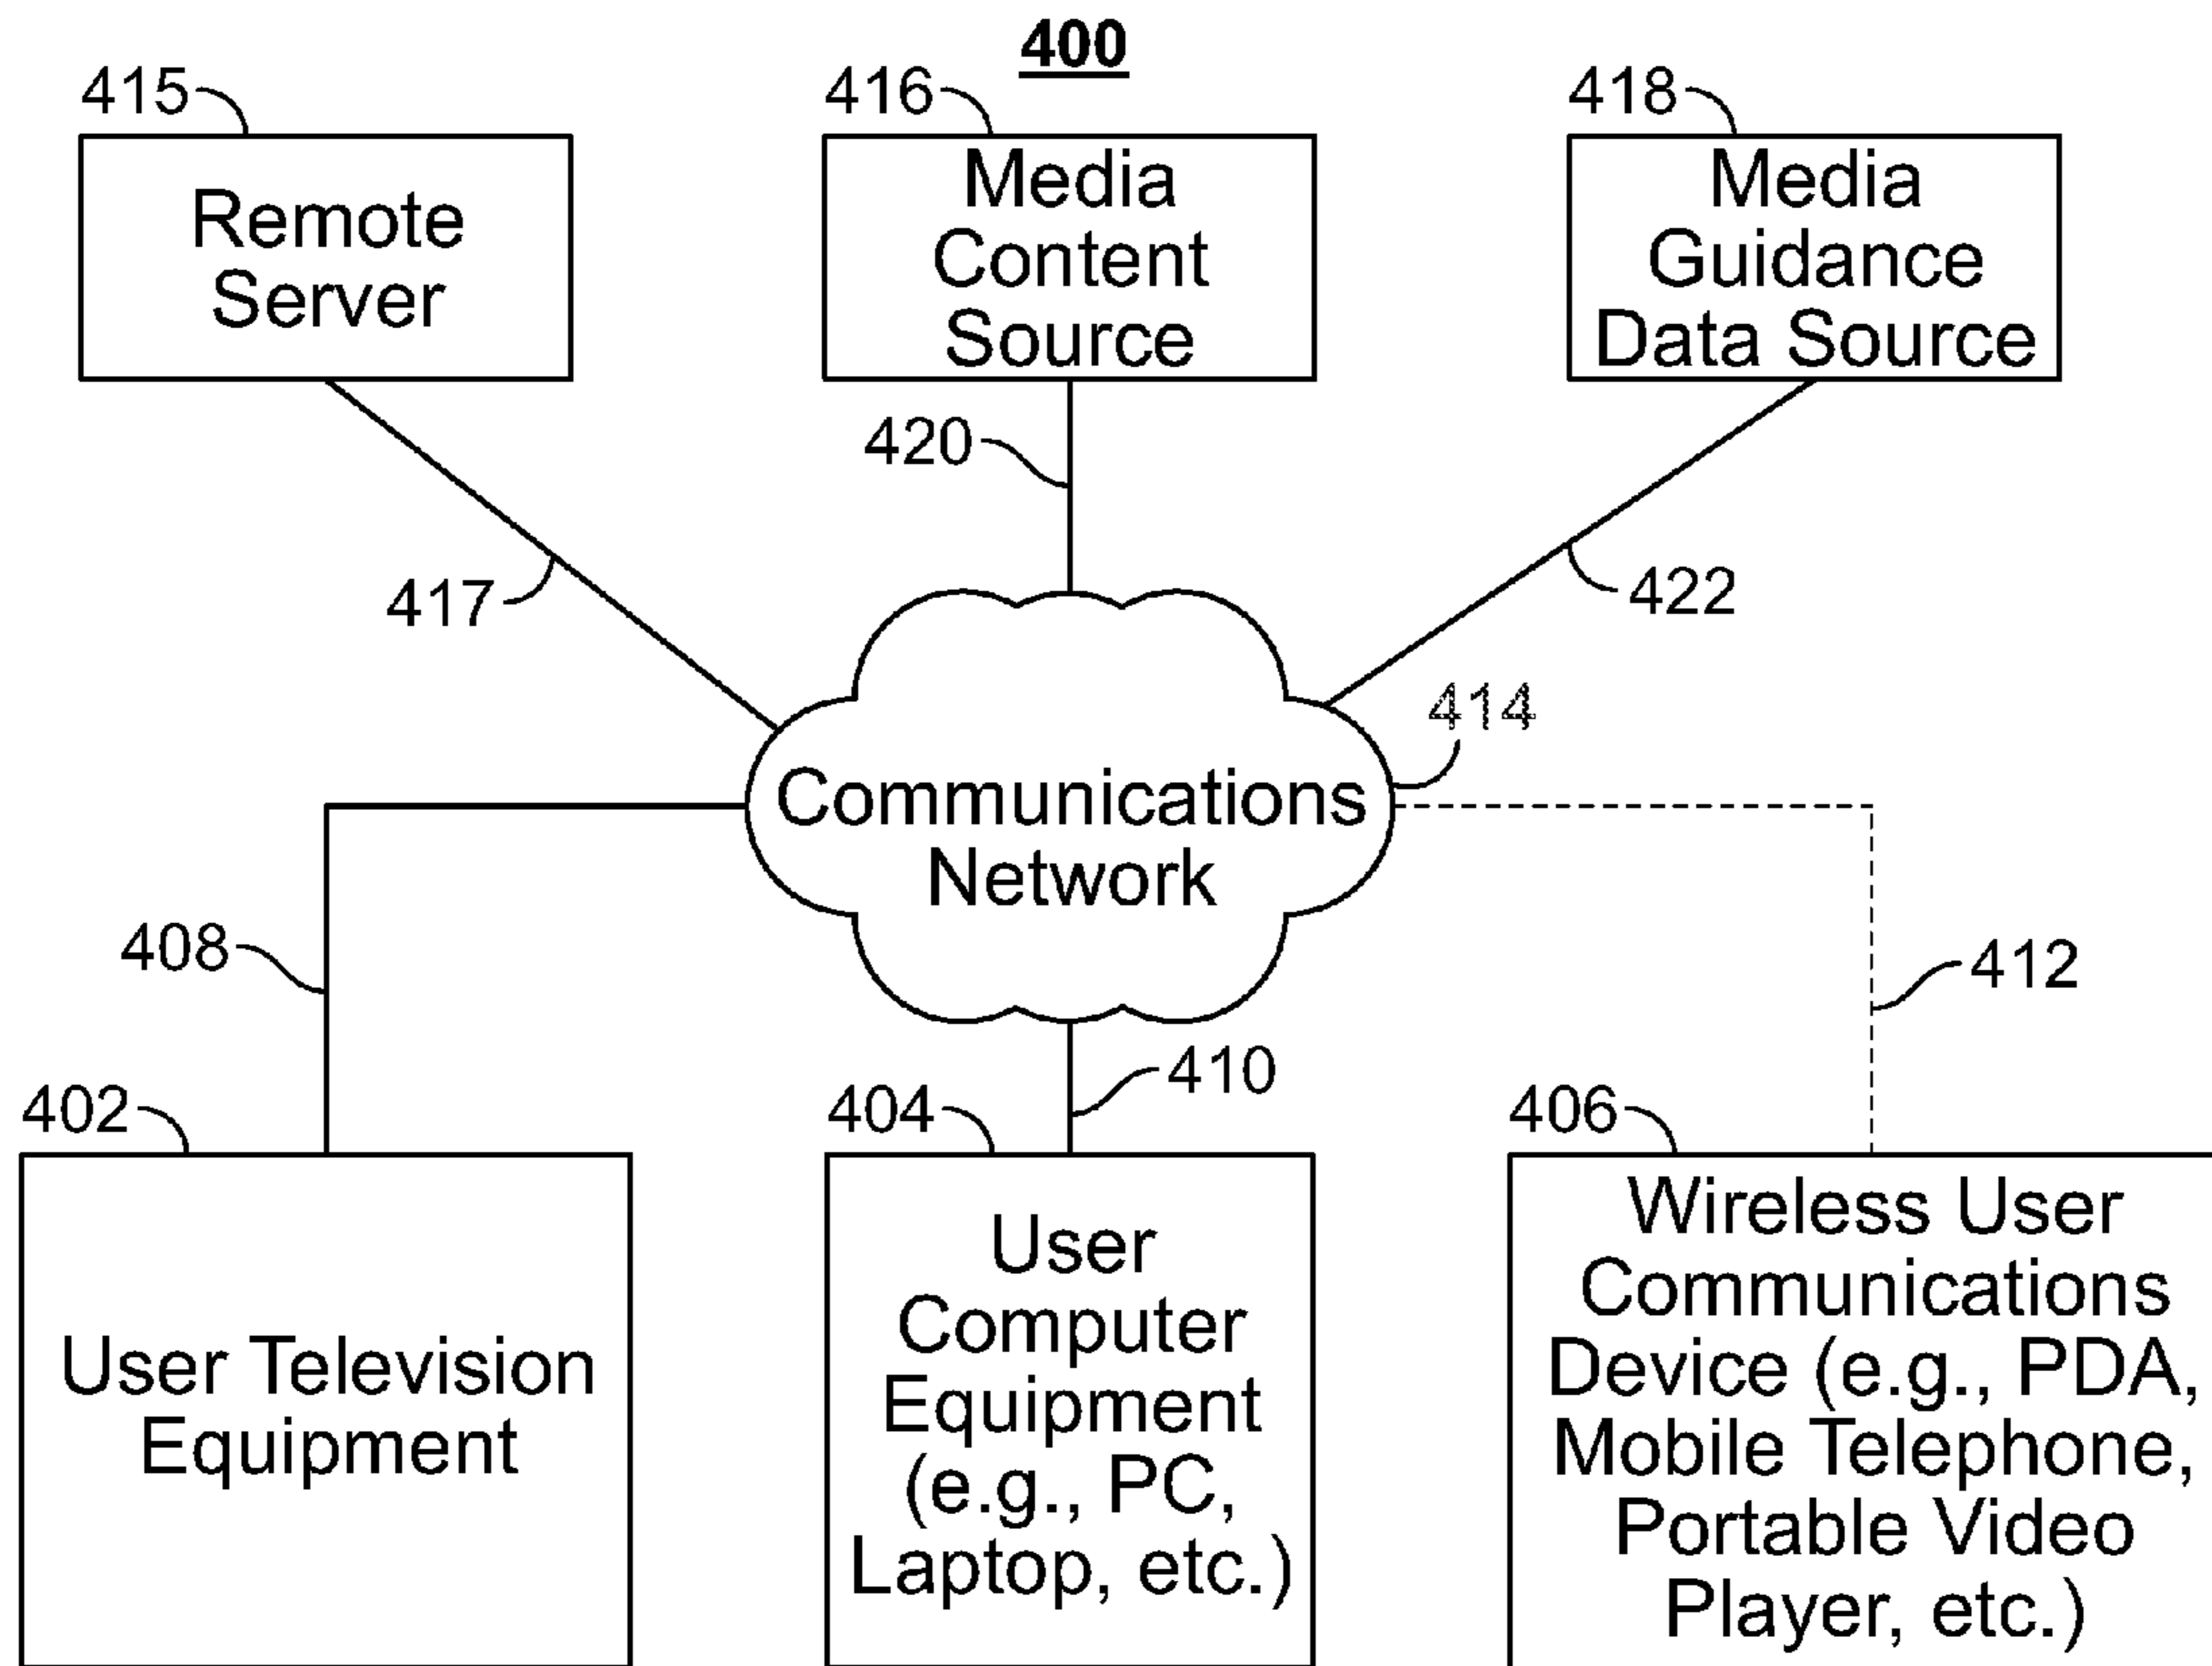 400
415
416
418
Remote
Server
Media
Content
Source
Media
Guidance
Data Source
420
417
422
414
Communications
Network
408
412
410
402
404
406
User Television
Equipment
User
Computer
Equipment
(e.g., PC,
Laptop, etc.)
Wireless User
Communications
Device (e.g., PDA,
Mobile Telephone,
Portable Video
Player, etc.)